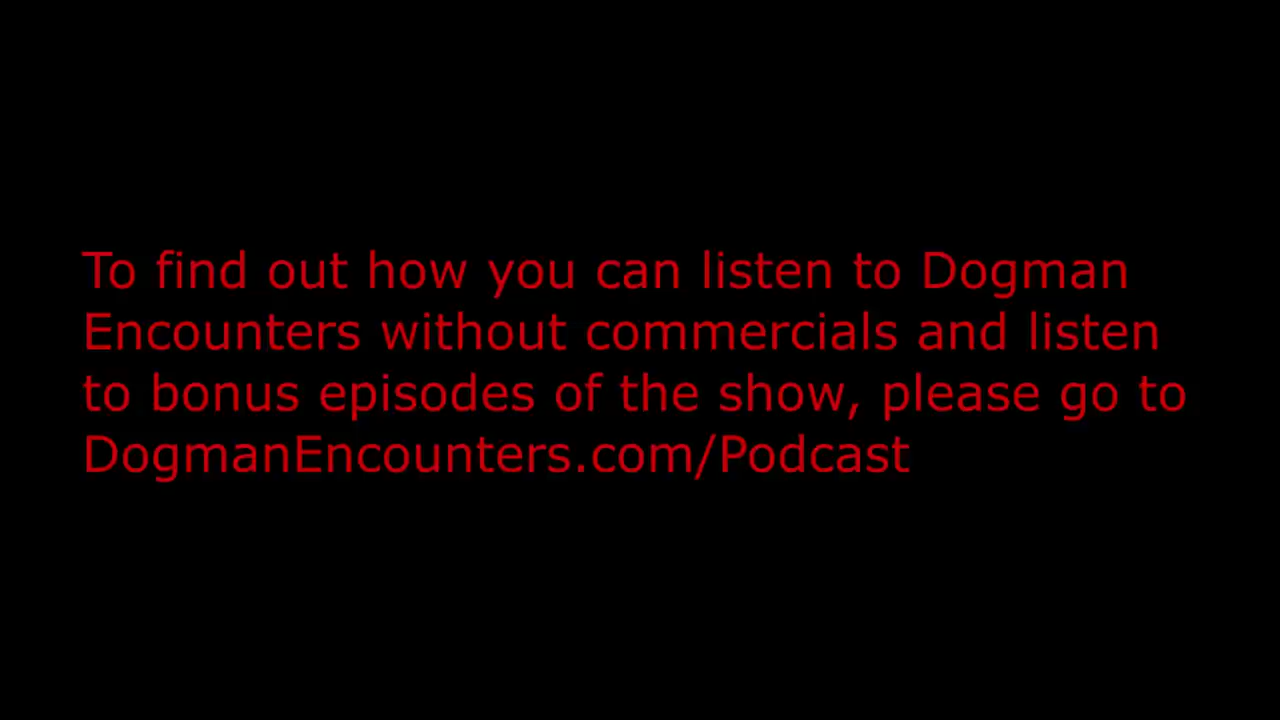 To find out how you can listen to Dogman
Encounters without commercials and listen
to bonus episodes of the show, please go to
DogmanEncounters.com/Podcast